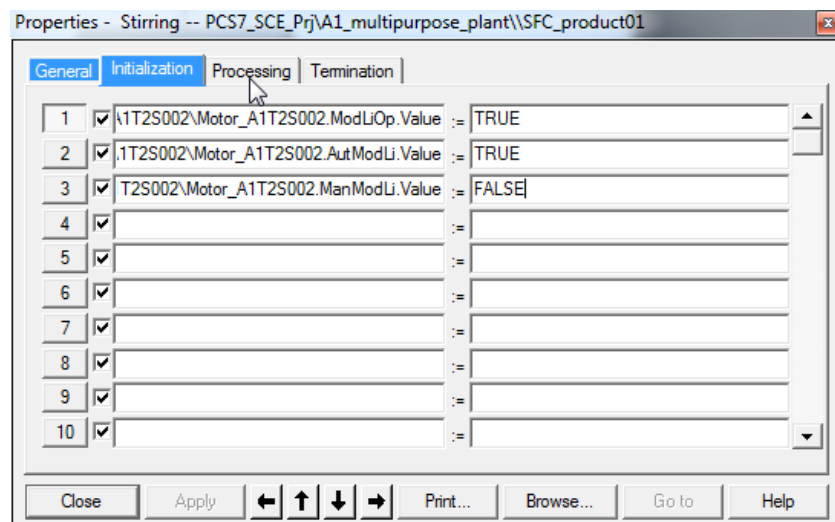 Properties - Stirring -- PCS7_SCE_Prj\A1_multipurpose_plant\\SFC_product01
General Initialization Processing Termination
1 \1T2S002\Motor_A1T2S002.ModLiOp.Value := TRUE
2 .1T2S002\Motor_A1T2S002.AutModLi.Value := TRUE
3 T2S002\Motor_A1T2S002.ManModLi.Value := FALSE
4 :=
5 :=
6 :=
7 :=
8 :=
9 :=
10 :=
Close Apply Print... Browse... Go to Help